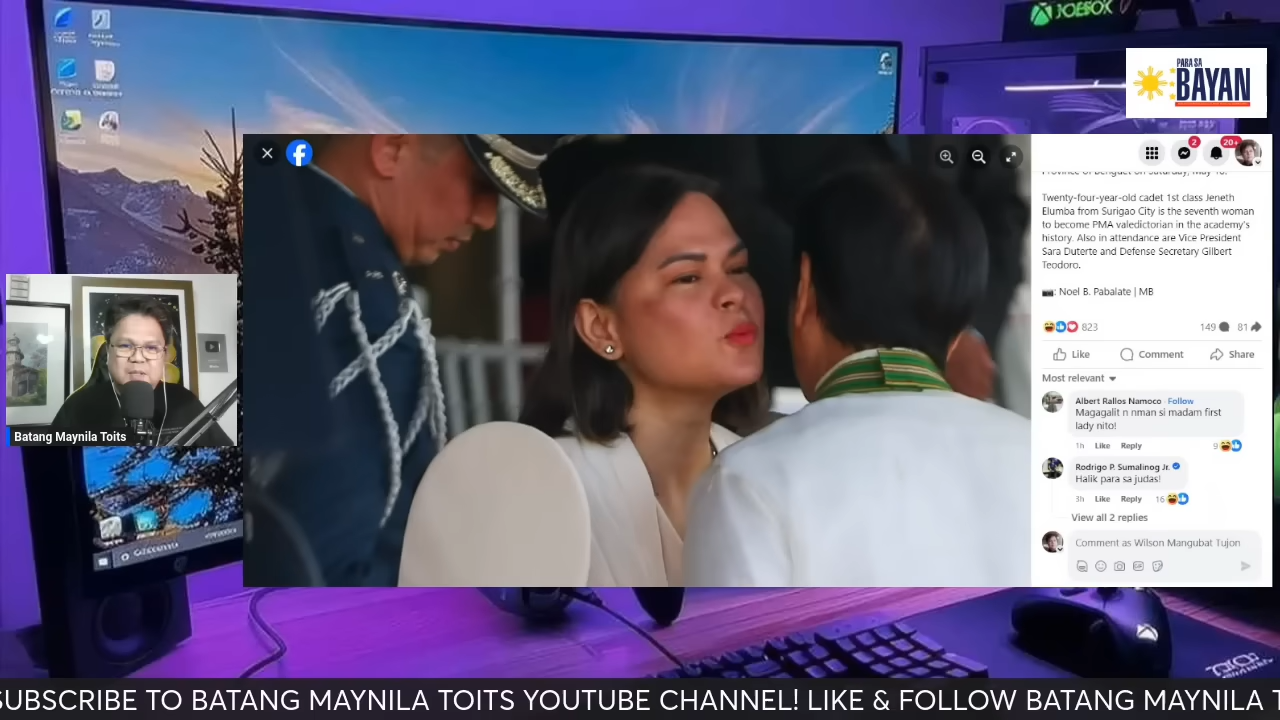 JOEBOX
PARA SA
BAYAN
2
20+
Province of Benguet on Saturday, May 18.
Twenty-four-year-old cadet 1st class Jeneth
Elumba from Surigao City is the seventh woman
to become PMA valedictorian in the academy's
history. Also in attendance are Vice President
Sara Duterte and Defense Secretary Gilbert
Teodoro.
📷: Noel B. Pabalate | MB
823
149
81
Like Comment Share
Most relevant
Albert Rallos Namoco · Follow
Magagalit n nman si madam first
lady nito!
1h Like Reply 9
Rodrigo P. Sumalinog Jr.
Halik para sa judas!
3h Like Reply 16
View all 2 replies
Comment as Wilson Mangubat Tujon
Batang Maynila Toits
SUBSCRIBE TO BATANG MAYNILA TOITS YOUTUBE CHANNEL! LIKE & FOLLOW BATANG MAYNILA T